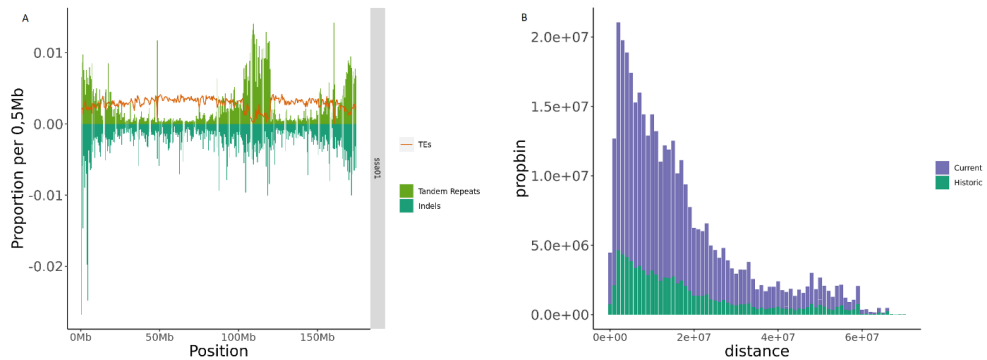 A
Proportion per 0,5Mb
0.01
0.00
-0.01
-0.02
0Mb 50Mb 100Mb 150Mb
Position
ssa01
TEs
Tandem Repeats
Indels
B
propbin
2.0e+07
1.5e+07
1.0e+07
5.0e+06
0.0e+00
0e+00 2e+07 4e+07 6e+07
distance
Current
Historic